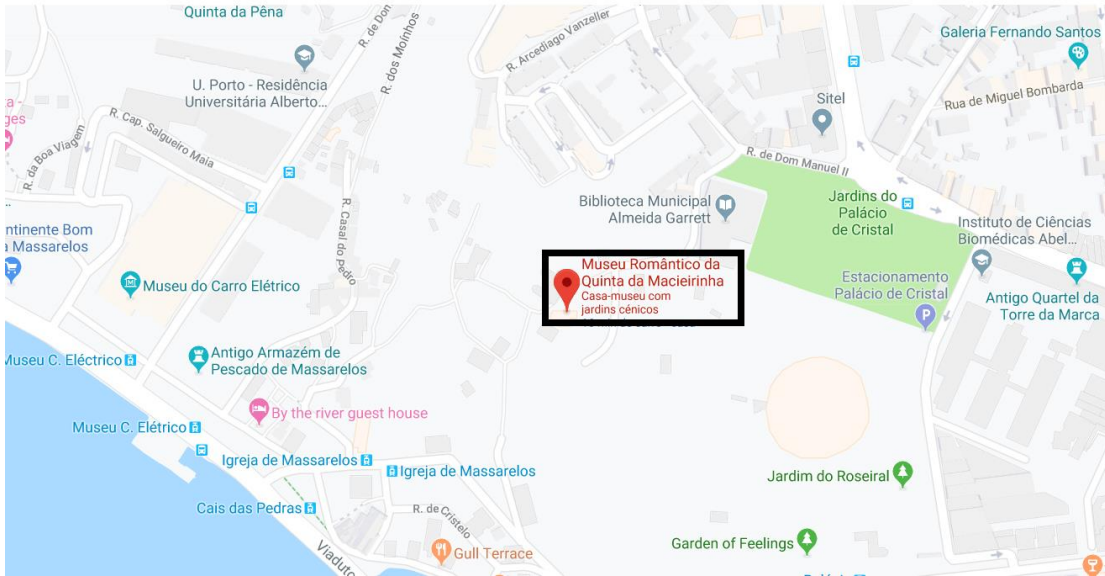 Quinta da Pêna
R. de Don
R. dos Moinhos
R. Arcediago Vanzeller
Galeria Fernando Santos
U. Porto - Residência
Universitária Alberto...
Sitel
Rua de Miguel Bombarda
R. Cap. Salgueiro Maia
R. da Boa Viagem
R. de Dom Manuel II
Biblioteca Municipal
Almeida Garrett
Jardins do
Palácio
de Cristal
R. Casal do Pedro
ntinente Bom
Massarelos
Instituto de Ciências
Biomédicas Abel...
Museu Romântico da
Quinta da Macieirinha
Casa-museu com
jardins cénicos
Museu do Carro Elétrico
Estacionamento
Palácio de Cristal
P
Antigo Quartel da
Torre da Marca
Museu C. Eléctrico
Antigo Armazém de
Pescado de Massarelos
By the river guest house
Museu C. Elétrico
Igreja de Massarelos
Igreja de Massarelos
Jardim do Roseiral
Cais das Pedras
R. de Cristelo
Gull Terrace
Viaduto
Garden of Feelings